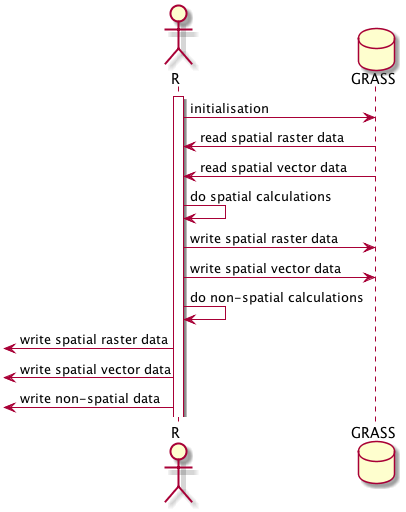 R
GRASS
initialisation
read spatial raster data
read spatial vector data
do spatial calculations
write spatial raster data
write spatial vector data
do non-spatial calculations
write spatial raster data
write spatial vector data
write non-spatial data
R
GRASS